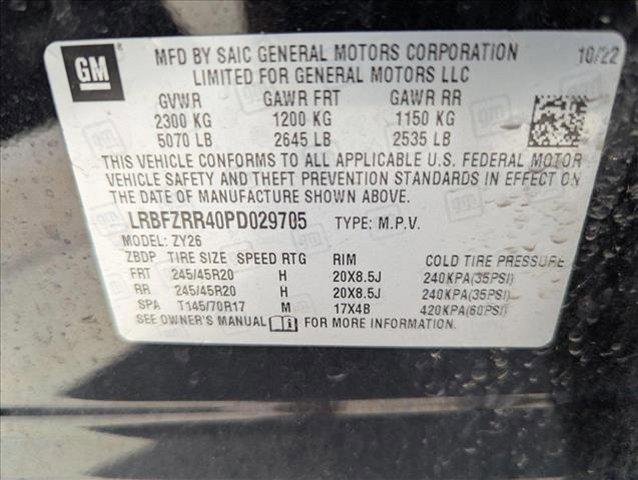 GM
MFD BY SAIC GENERAL MOTORS CORPORATION 10/22
LIMITED FOR GENERAL MOTORS LLC
GVWR GAWR FRT GAWR RR
2300 KG 1200 KG 1150 KG
5070 LB 2645 LB 2535 LB
THIS VEHICLE CONFORMS TO ALL APPLICABLE U.S. FEDERAL MOTOR
VEHICLE SAFETY AND THEFT PREVENTION STANDARDS IN EFFECT ON
THE DATE OF MANUFACTURE SHOWN ABOVE.
LRBFZRR40PD029705 TYPE: M.P.V.
MODEL: ZY26
ZBDP TIRE SIZE SPEED RTG RIM COLD TIRE PRESSURE
FRT 245/45R20 H 20X8.5J 240KPA(35PSI)
RR 245/45R20 H 20X8.5J 240KPA(35PSI)
SPA T145/70R17 M 17X4B 420KPA(60PSI)
SEE OWNER'S MANUAL FOR MORE INFORMATION.